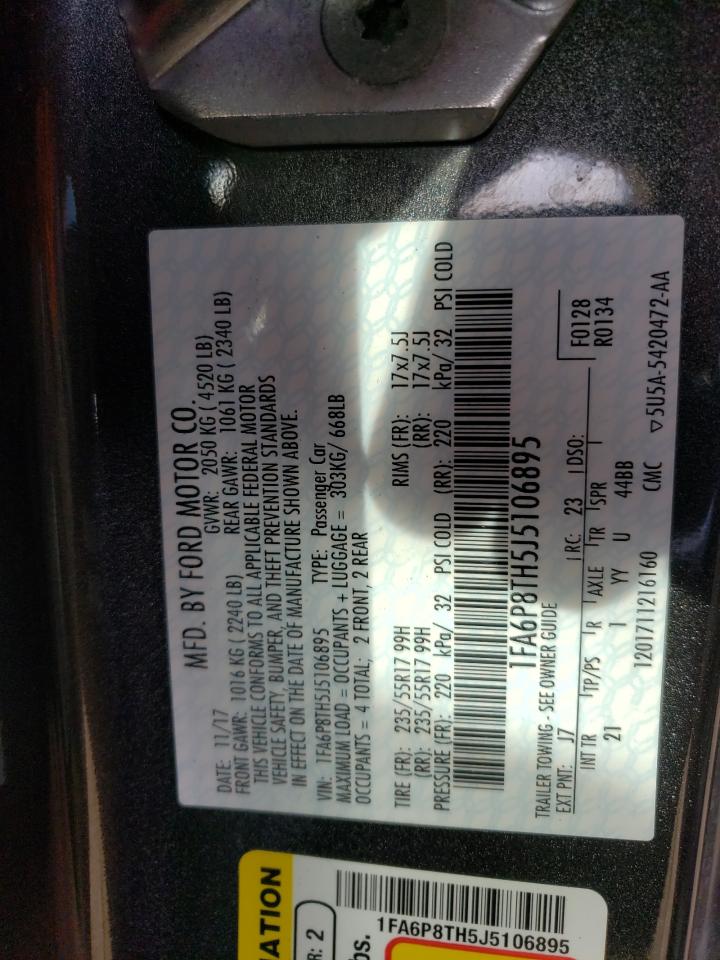 MFD. BY FORD MOTOR CO.
DATE: 11/17 GVWR: 2050 KG ( 4520 LB)
FRONT GAWR: 1016 KG ( 2240 LB) REAR GAWR: 1061 KG ( 2340 LB)
THIS VEHICLE CONFORMS TO ALL APPLICABLE FEDERAL MOTOR
VEHICLE SAFETY, BUMPER, AND THEFT PREVENTION STANDARDS
IN EFFECT ON THE DATE OF MANUFACTURE SHOWN ABOVE.
VIN: 1FA6P8TH5J5106895 TYPE: Passenger Car
MAXIMUM LOAD = OCCUPANTS + LUGGAGE = 303KG/ 668LB
OCCUPANTS = 4 TOTAL; 2 FRONT, 2 REAR
TIRE (FR): 235/55R17 99H RIMS (FR): 17x7.5J
(RR): 235/55R17 99H (RR): 17x7.5J
PRESSURE (FR): 220 kPa/ 32 PSI COLD (RR): 220 kPa/ 32 PSI COLD
1FA6P8TH5J5106895
TRAILER TOWING - SEE OWNER GUIDE
EXT PNT: J7 RC: 23 DSO: F0128
R0134
INT TR TP/PS R AXLE TR SPR
21 I YY U 44BB
1201711216160 CMC ▽5U5A-5420472-AA
ATION
R: 2
bs.
1FA6P8TH5J5106895